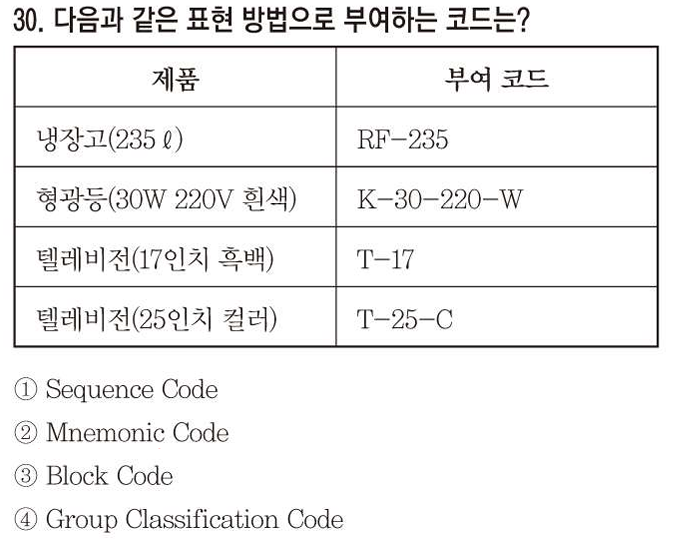 30. 다음과 같은 표현 방법으로 부여하는 코드는?
제품 부여 코드
냉장고(235ℓ) RF-235
형광등(30W 220V 흰색) K-30-220-W
텔레비전(17인치 흑백) T-17
텔레비전(25인치 컬러) T-25-C
① Sequence Code
② Mnemonic Code
③ Block Code
④ Group Classification Code